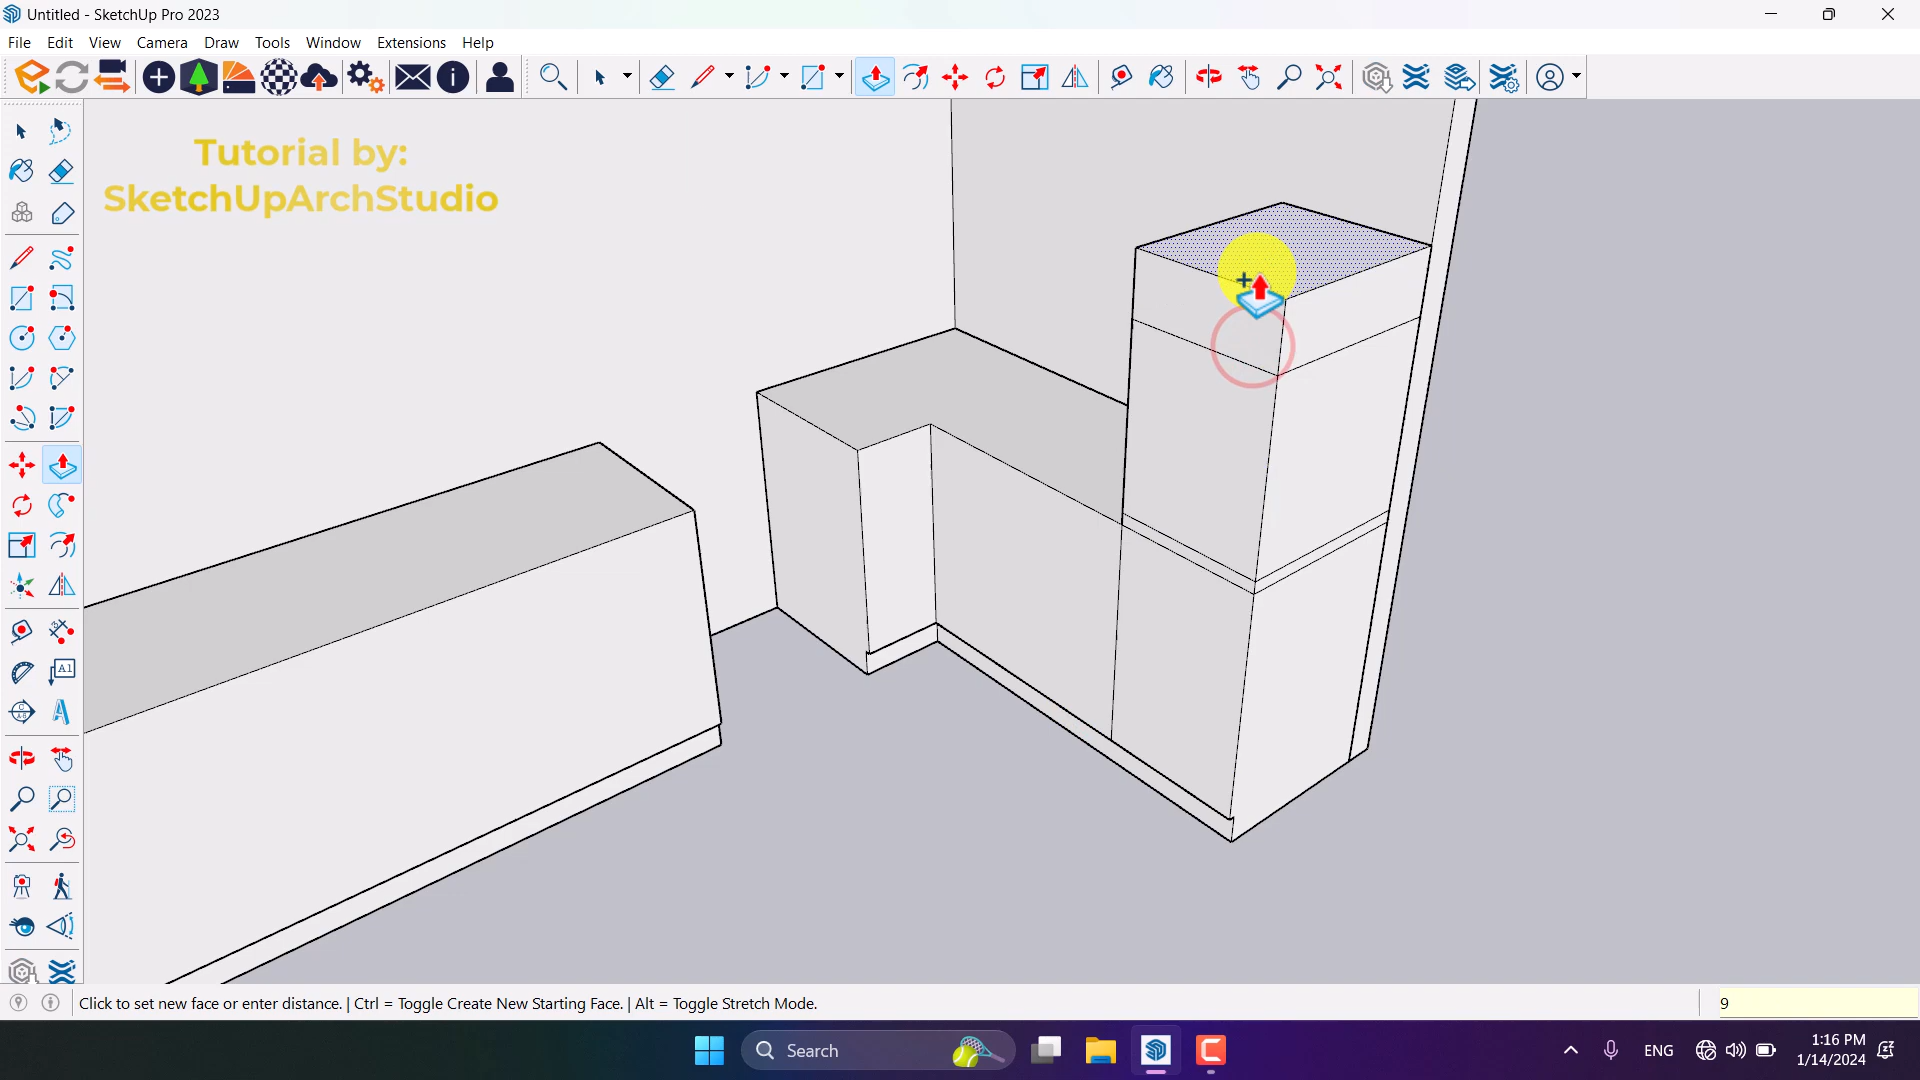 Untitled - SketchUp Pro 2023
File Edit View Camera Draw Tools Window Extensions Help
Tutorial by:
SketchUpArchStudio
Click to set new face or enter distance. | Ctrl = Toggle Create New Starting Face. | Alt = Toggle Stretch Mode.
9
Search
ENG
1:16 PM
1/14/2024